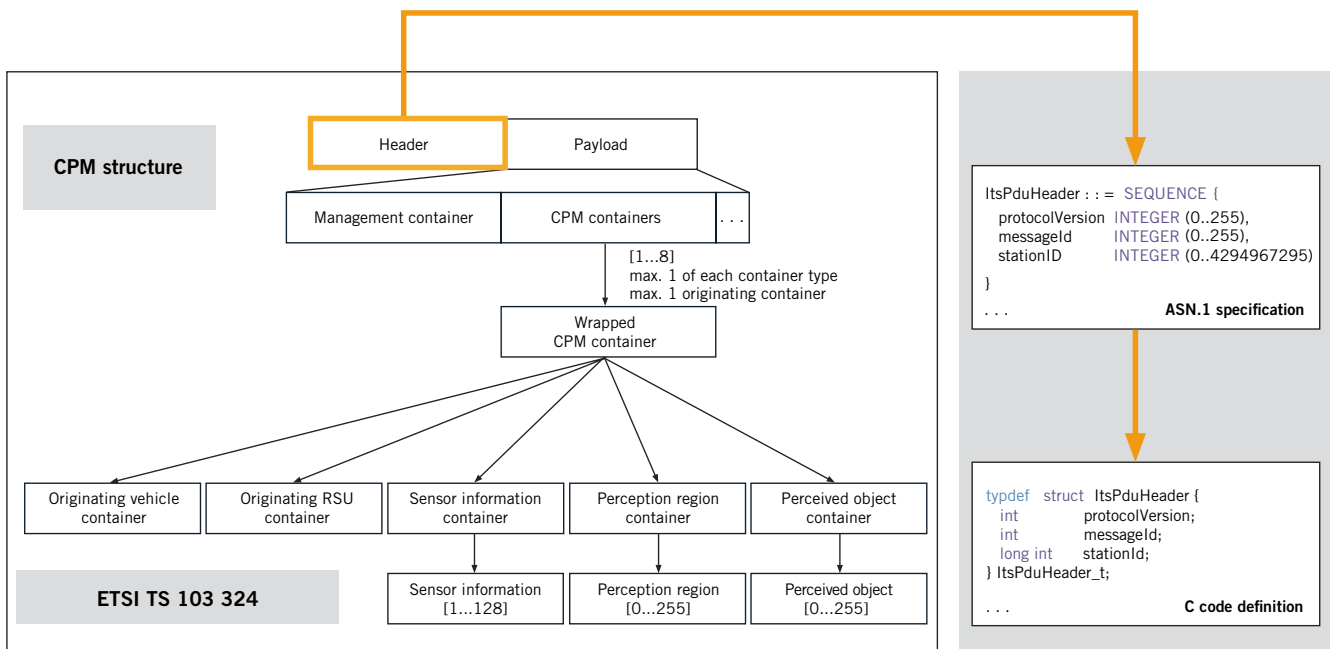 CPM structure
Header
Payload
Management container
CPM containers
. . .
[1...8]
max. 1 of each container type
max. 1 originating container
Wrapped
CPM container
Originating vehicle
container
Originating RSU
container
Sensor information
container
Perception region
container
Perceived object
container
Sensor information
[1...128]
Perception region
[0...255]
Perceived object
[0...255]
ETSI TS 103 324
ItsPduHeader : : = SEQUENCE {
protocolVersion INTEGER (0..255),
messageId INTEGER (0..255),
stationID INTEGER (0..4294967295)
}
. . .
ASN.1 specification
typdef struct ItsPduHeader {
int protocolVersion;
int messageId;
long int stationId;
} ItsPduHeader_t;
. . .
C code definition